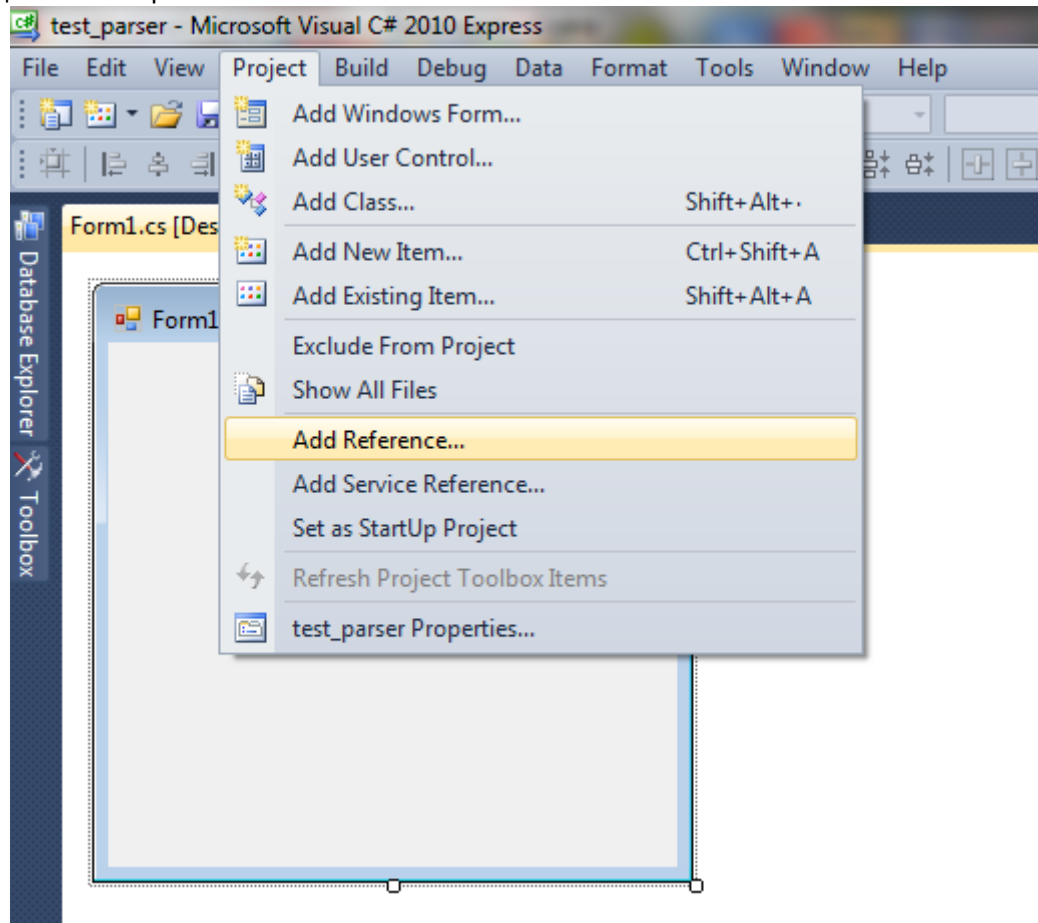 test_parser - Microsoft Visual C# 2010 Express
File Edit View Project Build Debug Data Format Tools Window Help
Add Windows Form...
Add User Control...
Add Class... Shift+Alt+·
Form1.cs [Des
Add New Item... Ctrl+Shift+A
Add Existing Item... Shift+Alt+A
Form1
Exclude From Project
Show All Files
Add Reference...
Add Service Reference...
Set as StartUp Project
Refresh Project Toolbox Items
test_parser Properties...
Database Explorer
Toolbox